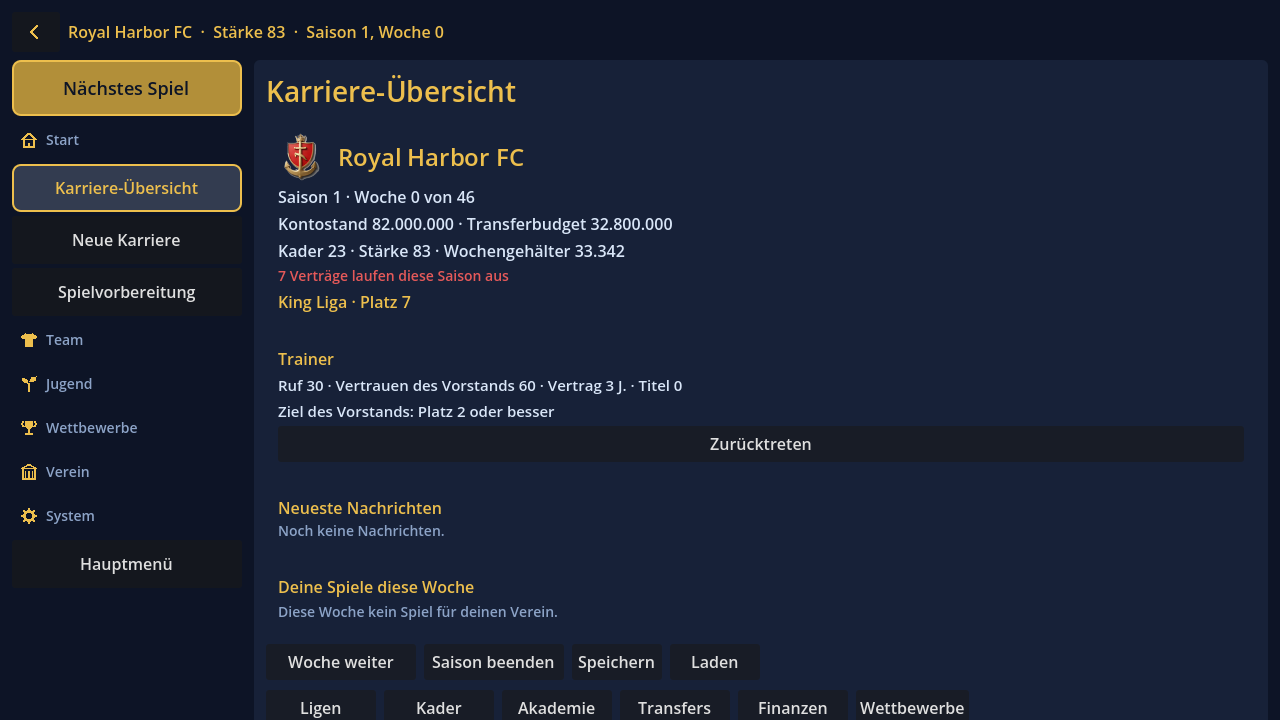 Royal Harbor FC · Stärke 83 · Saison 1, Woche 0
Nächstes Spiel
Start
Karriere-Übersicht
Neue Karriere
Spielvorbereitung
Team
Jugend
Wettbewerbe
Verein
System
Hauptmenü
Karriere-Übersicht
Royal Harbor FC
Saison 1 · Woche 0 von 46
Kontostand 82.000.000 · Transferbudget 32.800.000
Kader 23 · Stärke 83 · Wochengehälter 33.342
7 Verträge laufen diese Saison aus
King Liga · Platz 7
Trainer
Ruf 30 · Vertrauen des Vorstands 60 · Vertrag 3 J. · Titel 0
Ziel des Vorstands: Platz 2 oder besser
Zurücktreten
Neueste Nachrichten
Noch keine Nachrichten.
Deine Spiele diese Woche
Diese Woche kein Spiel für deinen Verein.
Woche weiter Saison beenden Speichern Laden
Ligen Kader Akademie Transfers Finanzen Wettbewerbe